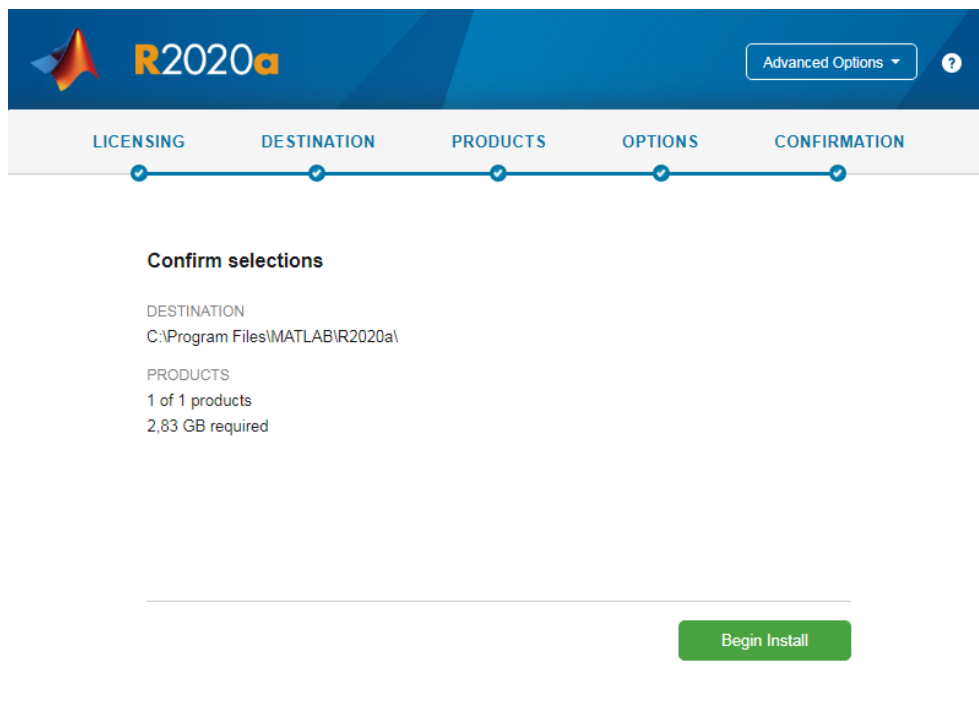 R2020a
Advanced Options
?
LICENSING DESTINATION PRODUCTS OPTIONS CONFIRMATION
Confirm selections
DESTINATION
C:\Program Files\MATLAB\R2020a\
PRODUCTS
1 of 1 products
2,83 GB required
Begin Install